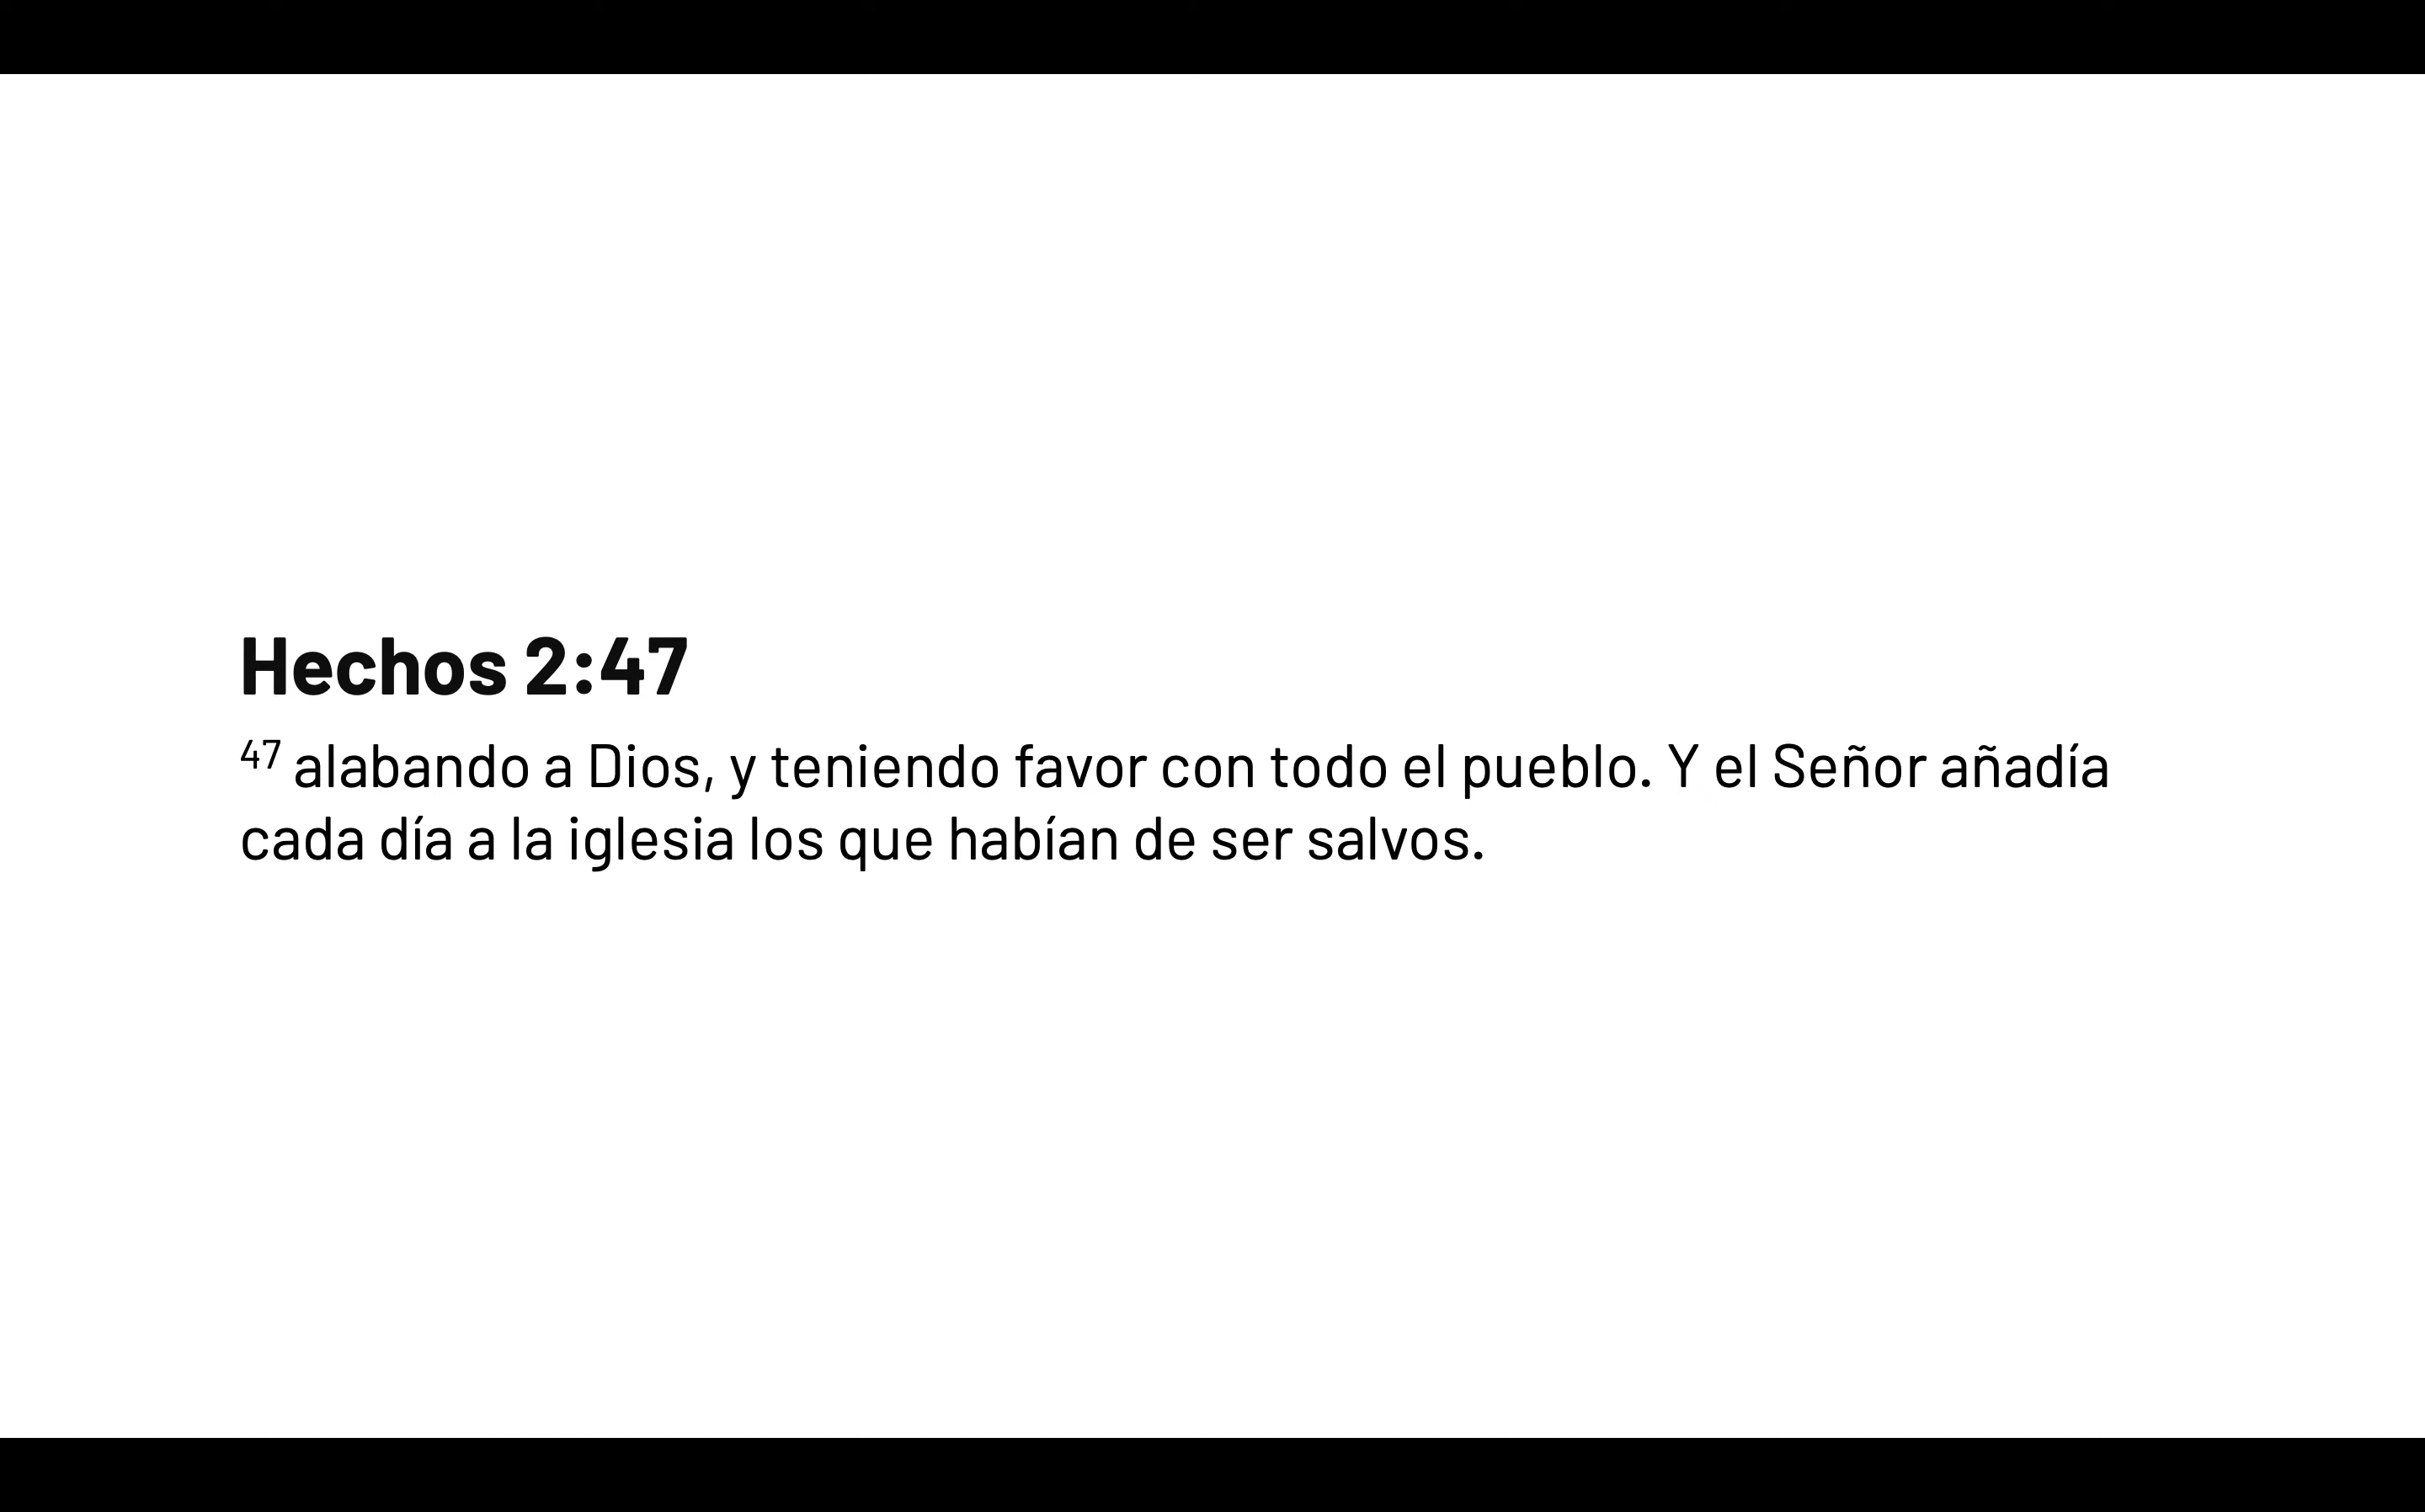 Hechos 2:47
47 alabando a Dios, y teniendo favor con todo el pueblo. Y el Señor añadía
cada día a la iglesia los que habían de ser salvos.